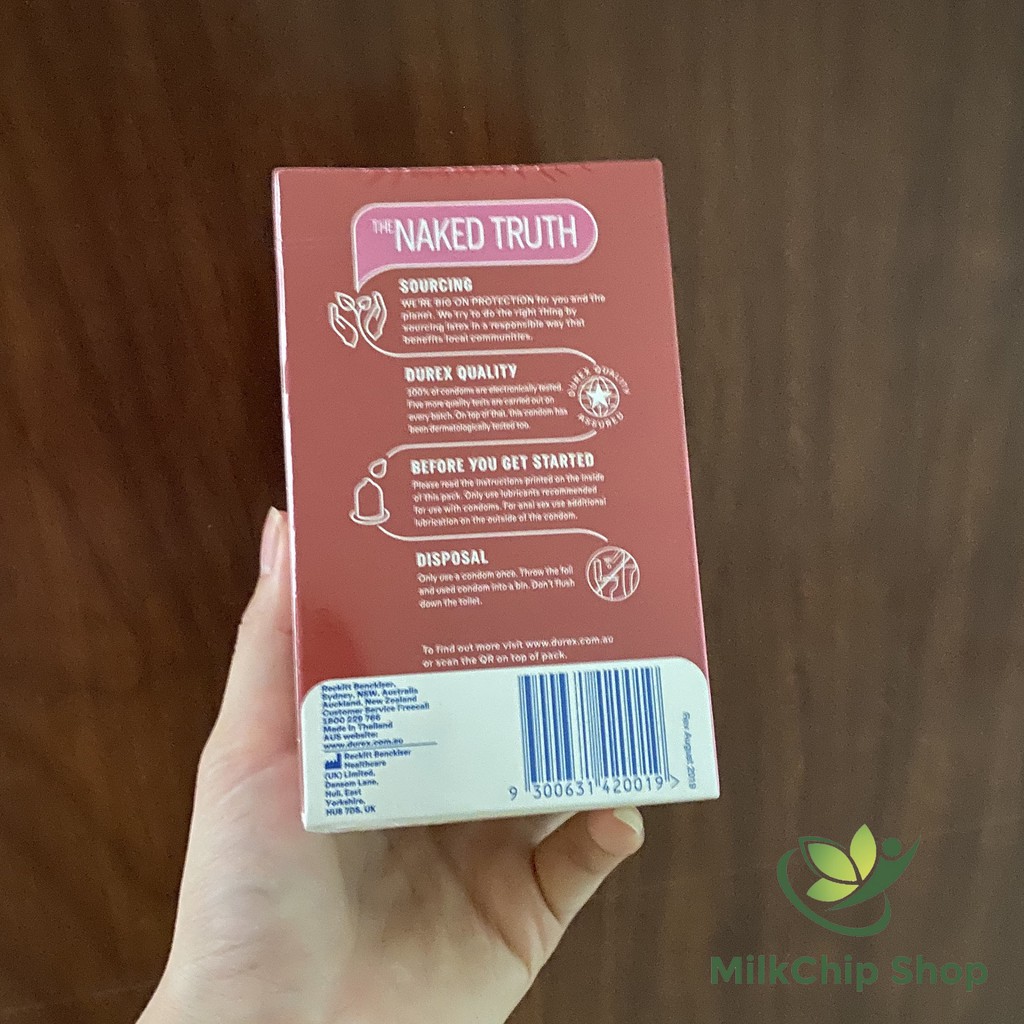 THE NAKED TRUTH
SOURCING
WE'RE BIG ON PROTECTION for you and the
planet. We try to do the right thing by
sourcing latex in a responsible way that
benefits local communities.
DUREX QUALITY
100% of condoms are electronically tested.
Five more quality tests are carried out on
every batch. On top of that, this condom has
been dermatologically tested too.
DUREX QUALITY
ASSURED
BEFORE YOU GET STARTED
Please read the instructions printed on the inside
of this pack. Only use lubricants recommended
for use with condoms. For anal sex use additional
lubrication on the outside of the condom.
DISPOSAL
Only use a condom once. Throw the foil
and used condom into a bin. Don't flush
down the toilet.
To find out more visit www.durex.com.au
or scan the QR on top of pack.
Reckitt Benckiser,
Sydney, NSW, Australia
Auckland, New Zealand
Customer Service Freecall
1800 226 766
Made in Thailand
AUS website:
www.durex.com.au
Reckitt Benckiser
Healthcare
(UK) Limited,
Dansom Lane,
Hull, East
Yorkshire,
HU8 7DS, UK
9 300631 420019 >
Rev August 2019
MilkChip Shop